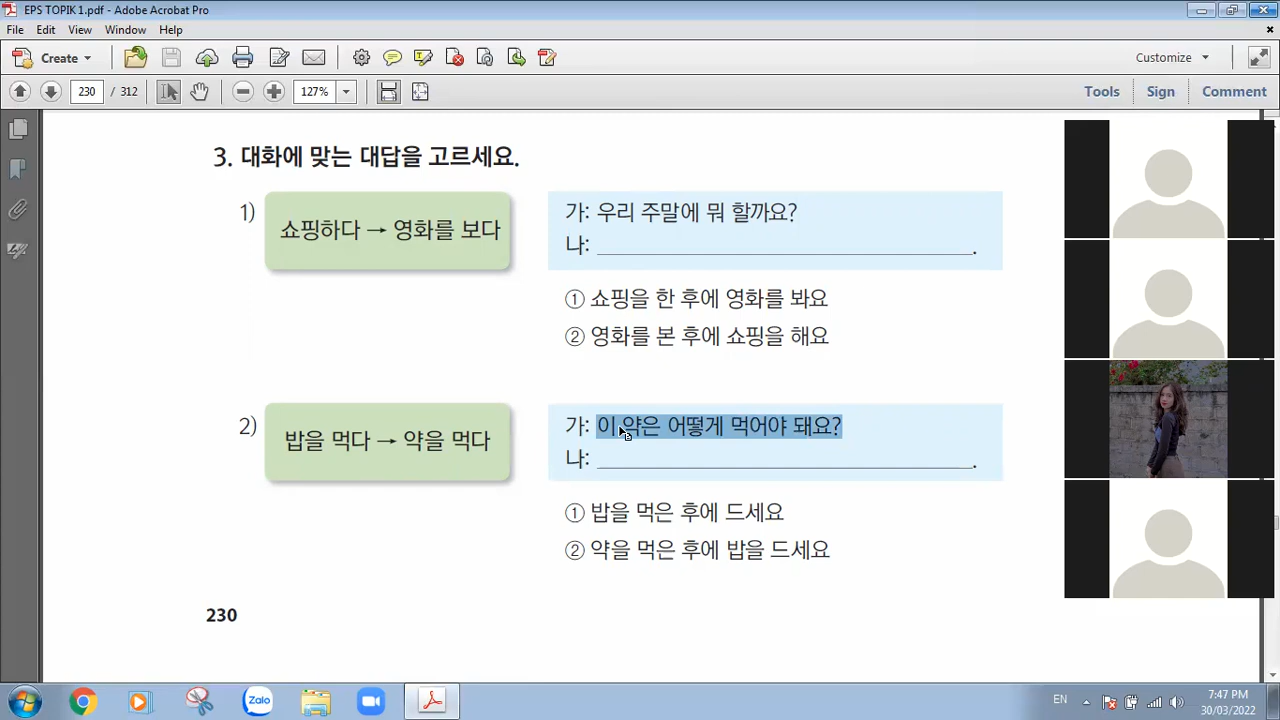 EPS TOPIK 1.pdf - Adobe Acrobat Pro
File Edit View Window Help
Create Customize
230 / 312 127% Tools Sign Comment
3. 대화에 맞는 대답을 고르세요.
1) 쇼핑하다 → 영화를 보다
가: 우리 주말에 뭐 할까요?
나: .
① 쇼핑을 한 후에 영화를 봐요
② 영화를 본 후에 쇼핑을 해요
2) 밥을 먹다 → 약을 먹다
가: 이 약은 어떻게 먹어야 돼요?
나: .
① 밥을 먹은 후에 드세요
② 약을 먹은 후에 밥을 드세요
230
Zalo
EN
7:47 PM
30/03/2022